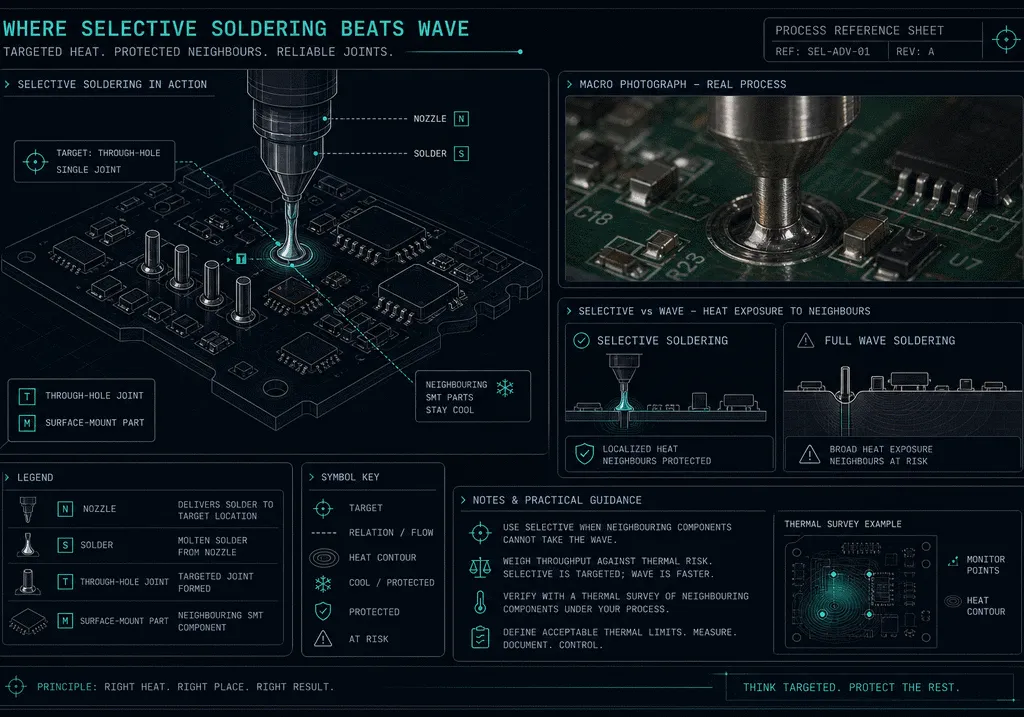 WHERE SELECTIVE SOLDERING BEATS WAVE
TARGETED HEAT. PROTECTED NEIGHBOURS. RELIABLE JOINTS.
PROCESS REFERENCE SHEET
REF: SEL-ADV-01
REV: A
SELECTIVE SOLDERING IN ACTION
NOZZLE N
SOLDER S
TARGET: THROUGH-HOLE
SINGLE JOINT
T
NEIGHBOURING
SMT PARTS
STAY COOL
T THROUGH-HOLE JOINT
M SURFACE-MOUNT PART
MACRO PHOTOGRAPH – REAL PROCESS
C18
C17
R23
U7
SELECTIVE vs WAVE – HEAT EXPOSURE TO NEIGHBOURS
SELECTIVE SOLDERING
LOCALIZED HEAT
NEIGHBOURS PROTECTED
FULL WAVE SOLDERING
BROAD HEAT EXPOSURE
NEIGHBOURS AT RISK
LEGEND
N NOZZLE
DELIVERS SOLDER TO
TARGET LOCATION
S SOLDER
MOLTEN SOLDER
FROM NOZZLE
T THROUGH-HOLE JOINT
TARGETED JOINT
FORMED
M SURFACE-MOUNT PART
NEIGHBOURING SMT
COMPONENT
SYMBOL KEY
TARGET
RELATION / FLOW
HEAT CONTOUR
COOL / PROTECTED
PROTECTED
AT RISK
NOTES & PRACTICAL GUIDANCE
USE SELECTIVE WHEN NEIGHBOURING COMPONENTS
CANNOT TAKE THE WAVE.
WEIGH THROUGHPUT AGAINST THERMAL RISK.
SELECTIVE IS TARGETED; WAVE IS FASTER.
VERIFY WITH A THERMAL SURVEY OF NEIGHBOURING
COMPONENTS UNDER YOUR PROCESS.
DEFINE ACCEPTABLE THERMAL LIMITS. MEASURE.
DOCUMENT. CONTROL.
THERMAL SURVEY EXAMPLE
MONITOR
POINTS
HEAT
CONTOUR
PRINCIPLE: RIGHT HEAT. RIGHT PLACE. RIGHT RESULT.
THINK TARGETED. PROTECT THE REST.